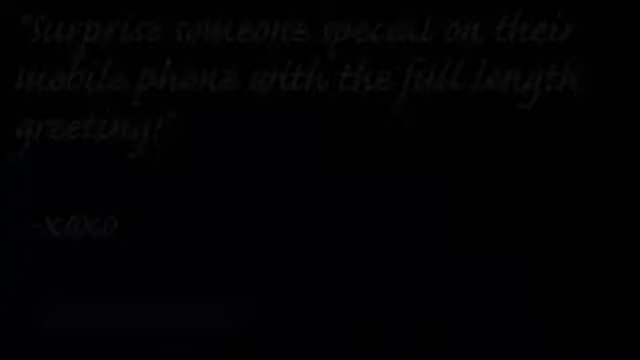 "Surprise someone special on their
mobile phone with the full length
greeting!"
-xoxo